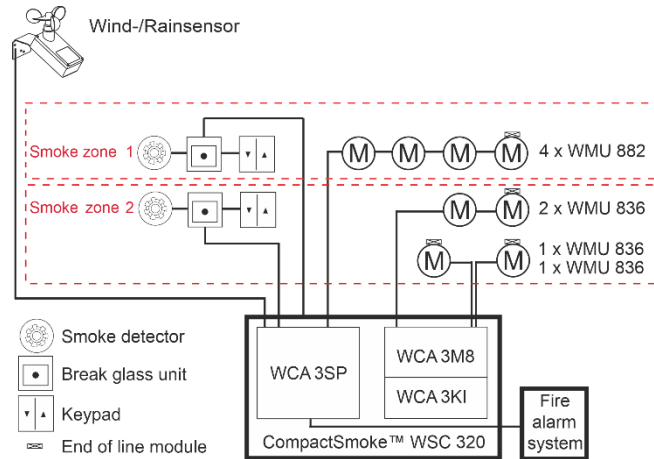 Wind-/Rainsensor
Smoke zone 1
M M M M
4 x WMU 882
Smoke zone 2
M M
2 x WMU 836
M M
1 x WMU 836
1 x WMU 836
Smoke detector
Break glass unit
Keypad
End of line module
WCA 3SP
WCA 3M8
WCA 3KI
CompactSmoke™ WSC 320
Fire
alarm
system